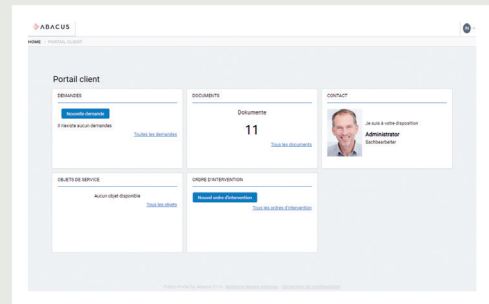 ABACUS
HOME > PORTAIL CLIENT
Portail client
DEMANDES
Nouvelle demande
Il n'existe aucun demandes
Toutes les demandes
DOCUMENTS
Dokumente
11
Tous les documents
CONTACT
Je suis à votre disposition
Administrator
Sachbearbeiter
OBJETS DE SERVICE
Aucun objet disponible
Tous les objets
ORDRE D'INTERVENTION
Nouvel ordre d'intervention
Tous les ordres d'intervention